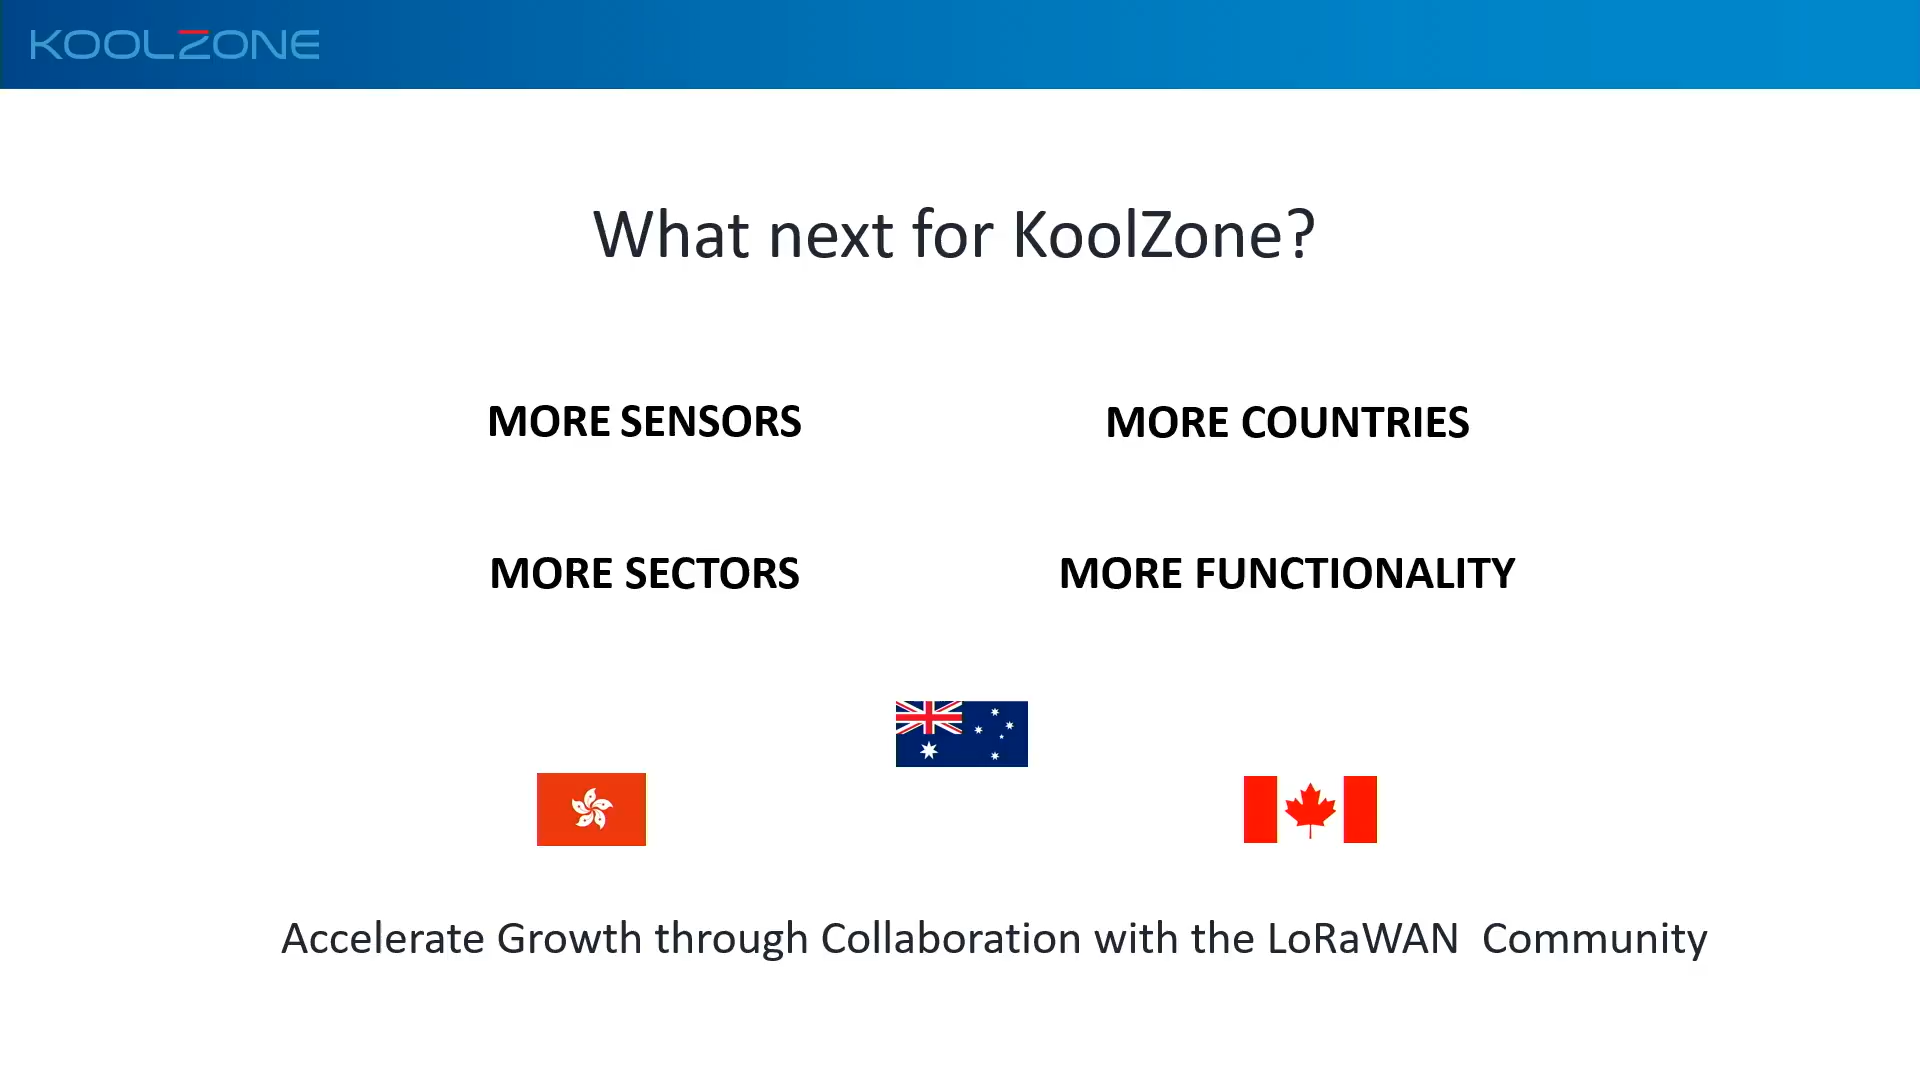 KOOLZONE
What next for KoolZone?
MORE SENSORS
MORE COUNTRIES
MORE SECTORS
MORE FUNCTIONALITY
Accelerate Growth through Collaboration with the LoRaWAN  Community